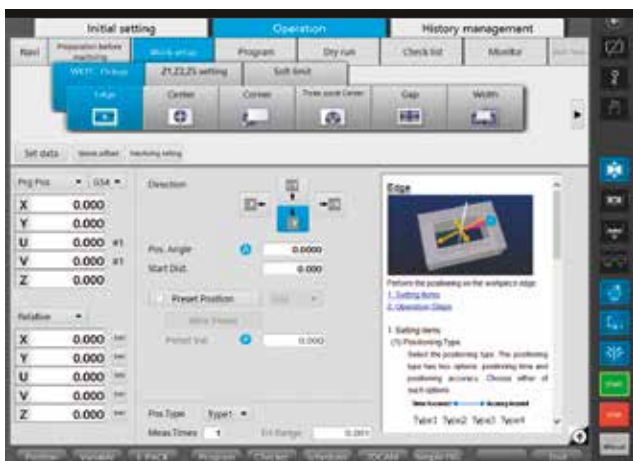 Initial setting Operation History management
Navi Preparation before machining Work setup Program Dry run Check list Monitor
Z1,Z2,Z5 setting Soft limit
Edge Center Corner Three point Center Gap Width
Set data
Prg Pos G54 Direction
X 0.000
Y 0.000
U 0.000 #1
V 0.000 #1
Z 0.000
Pos. Angle A 0.0000
Start Dist. 0.000
Preset Position
Preset Val. 0.000
Relative
X 0.000
Y 0.000
U 0.000
V 0.000
Z 0.000
Pos.Type Type1
Meas.Times 1 Err.Range 0.001
Edge
Perform the positioning on the workpiece edge.
1. Setting items
2. Operation Steps
1. Setting items
(1) Positioning Type
Select the positioning type. The positioning
type has two options: positioning time and
positioning accuracy. Choose either of
such options.
Type1 Type2 Type3 Type4